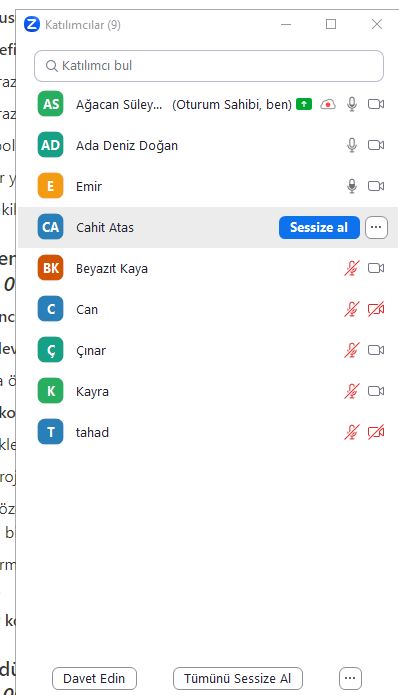 Katılımcılar (9)
Katılımcı bul
AS Ağacan Süley... (Oturum Sahibi, ben)
AD Ada Deniz Doğan
E Emir
CA Cahit Atas Sessize al ...
BK Beyazıt Kaya
C Can
Ç Çınar
K Kayra
T tahad
Davet Edin Tümünü Sessize Al ...